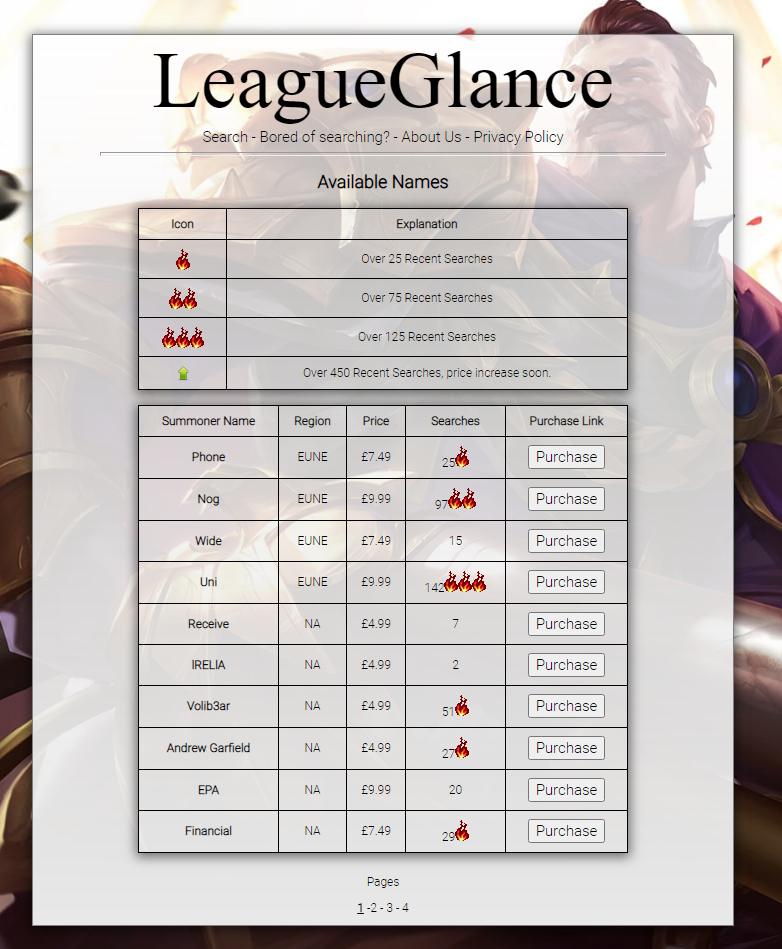 LeagueGlance
Search - Bored of searching? - About Us - Privacy Policy
Available Names
Icon Explanation
Over 25 Recent Searches
Over 75 Recent Searches
Over 125 Recent Searches
Over 450 Recent Searches, price increase soon.
Summoner Name Region Price Searches Purchase Link
Phone EUNE £7.49 25 Purchase
Nog EUNE £9.99 97 Purchase
Wide EUNE £7.49 15 Purchase
Uni EUNE £9.99 142 Purchase
Receive NA £4.99 7 Purchase
IRELIA NA £4.99 2 Purchase
Volib3ar NA £4.99 51 Purchase
Andrew Garfield NA £4.99 27 Purchase
EPA NA £9.99 20 Purchase
Financial NA £7.49 29 Purchase
Pages
1 -2 - 3 - 4